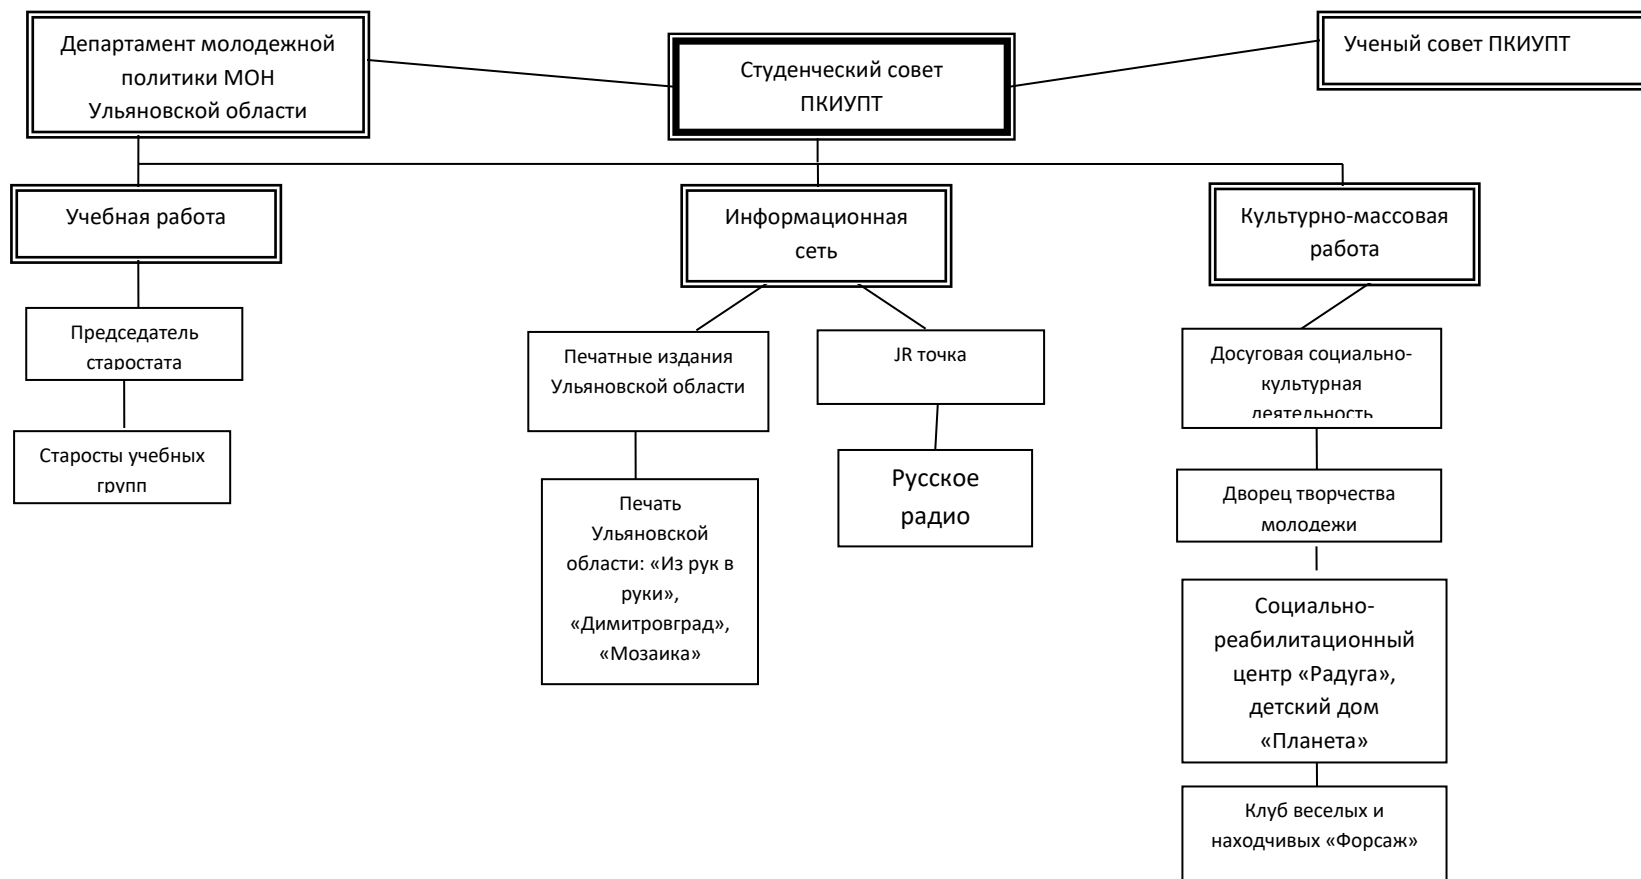 Департамент молодежной
политики МОН
Ульяновской области
Студенческий совет
ПКИУПТ
Ученый совет ПКИУПТ
Учебная работа
Информационная
сеть
Культурно-массовая
работа
Председатель
старостата
Старосты учебных
групп
Печатные издания
Ульяновской области
Печать
Ульяновской
области: «Из рук в
руки»,
«Димитровград»,
«Мозаика»
JR точка
Русское
радио
Досуговая социально-
культурная
деятельность
Дворец творчества
молодежи
Социально-
реабилитационный
центр «Радуга»,
детский дом
«Планета»
Клуб веселых и
находчивых «Форсаж»